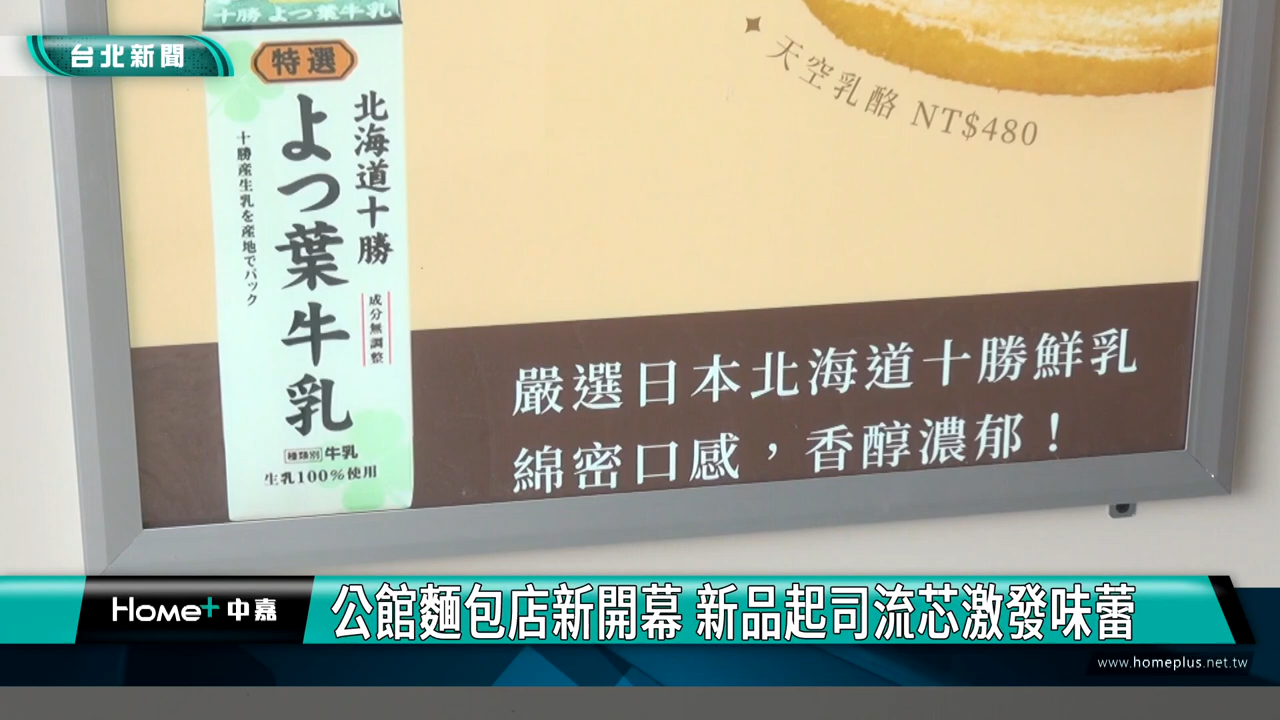 台北新聞
十勝 よつ葉牛乳
特選
北海道十勝
よつ葉牛乳
十勝産生乳を産地でパック
成分無調整
種類別 牛乳
生乳100%使用
天空乳酪 NT$480
嚴選日本北海道十勝鮮乳
綿密口感，香醇濃郁！
Home+中嘉
公館麵包店新開幕 新品起司流芯激發味蕾
www.homeplus.net.tw